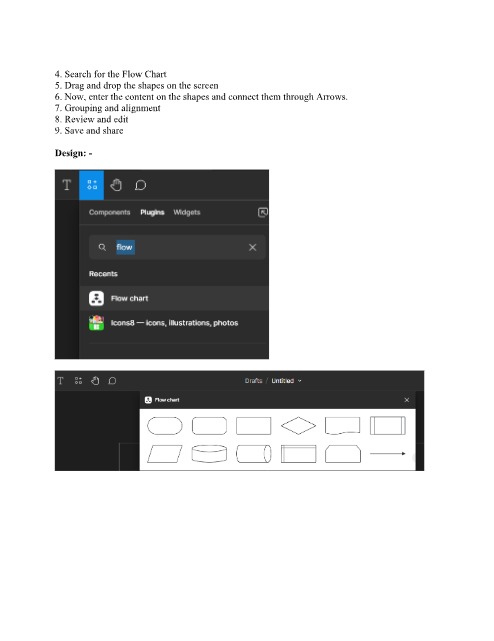 4. Search for the Flow Chart
5. Drag and drop the shapes on the screen
6. Now, enter the content on the shapes and connect them through Arrows.
7. Grouping and alignment
8. Review and edit
9. Save and share
Design: -
T
Components Plugins Widgets
flow
Recents
Flow chart
Icons8 — icons, illustrations, photos
T
Drafts / Untitled
Flow chart